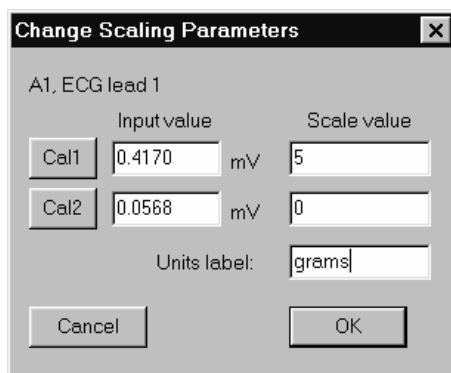 Change Scaling Parameters
A1, ECG lead 1
Input value Scale value
Cal1 0.4170 mV 5
Cal2 0.0568 mV 0
Units label: grams
Cancel OK